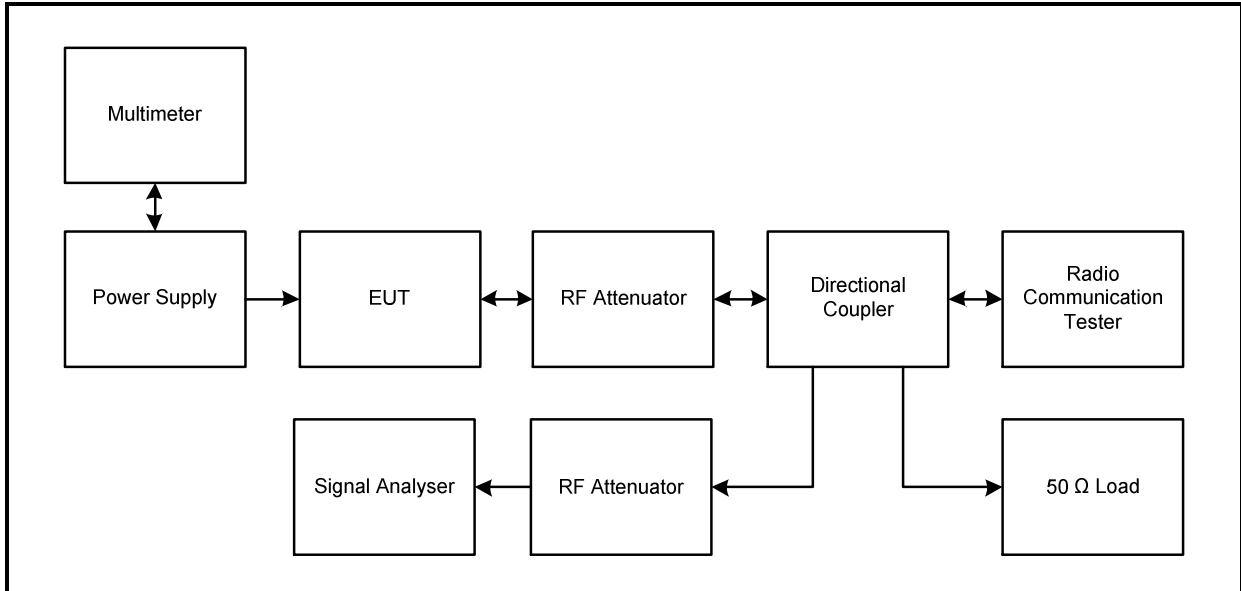 Multimeter
Power Supply
EUT
RF Attenuator
Directional
Coupler
Radio
Communication
Tester
Signal Analyser
RF Attenuator
50 Ω Load